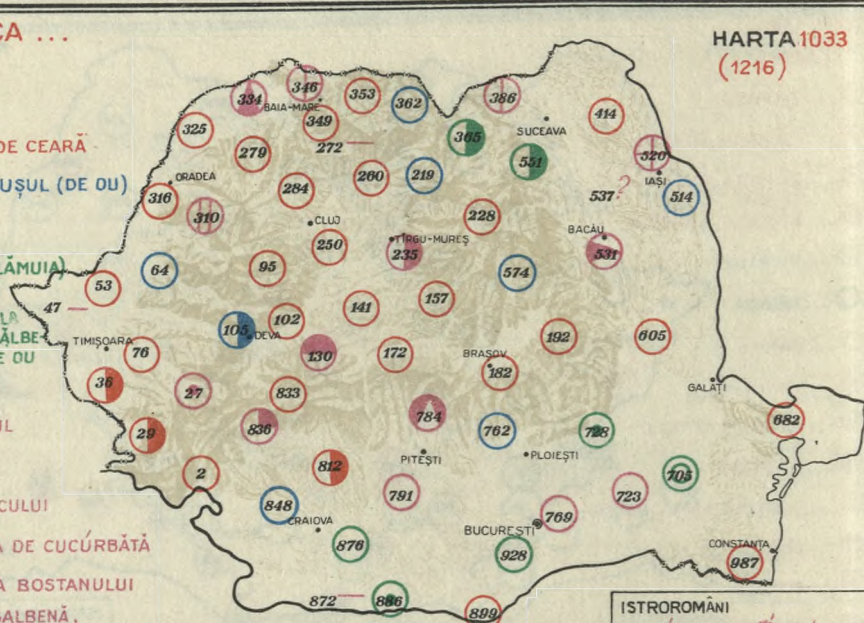 CA ...
HARTA 1033
(1216)
DE CEARĂ
UȘUL (DE OU)
LĂMUIA)
LA
ĂLBE-
E OU
UL
CULUI
A DE CUCÚRBĂTĂ
A BOSTANULUI
GALBENĂ,
334
346
353
362
386
414
BAIA-MARE
349
325
272
365
SUCEAVA
551
520
IAȘI
279
ORADEA
316
284
260
219
537 ?
514
310
CLUJ
228
BACĂU
250
TÎRGU-MUREȘ
235
531
64
95
574
53
47
141
157
105
DEVA
102
TIMIȘOARA
76
130
172
BRAȘOV
182
192
605
36
27
833
GALAȚI
29
836
784
762
728
682
2
812
PITEȘTI
PLOIEȘTI
705
848
791
723
CRAIOVA
769
BUCUREȘTI
876
928
CONSTANȚA
987
872
886
899
ISTROROMÂNI